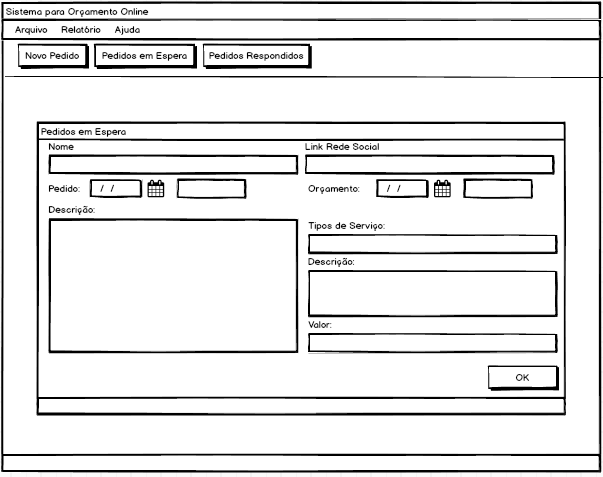 Sistema para Orçamento Online
Arquivo Relatório Ajuda
Novo Pedido Pedidos em Espera Pedidos Respondidos
Pedidos em Espera
Nome Link Rede Social
Pedido: / / Orçamento: / /
Descrição:
Tipos de Serviço:
Descrição:
Valor:
OK